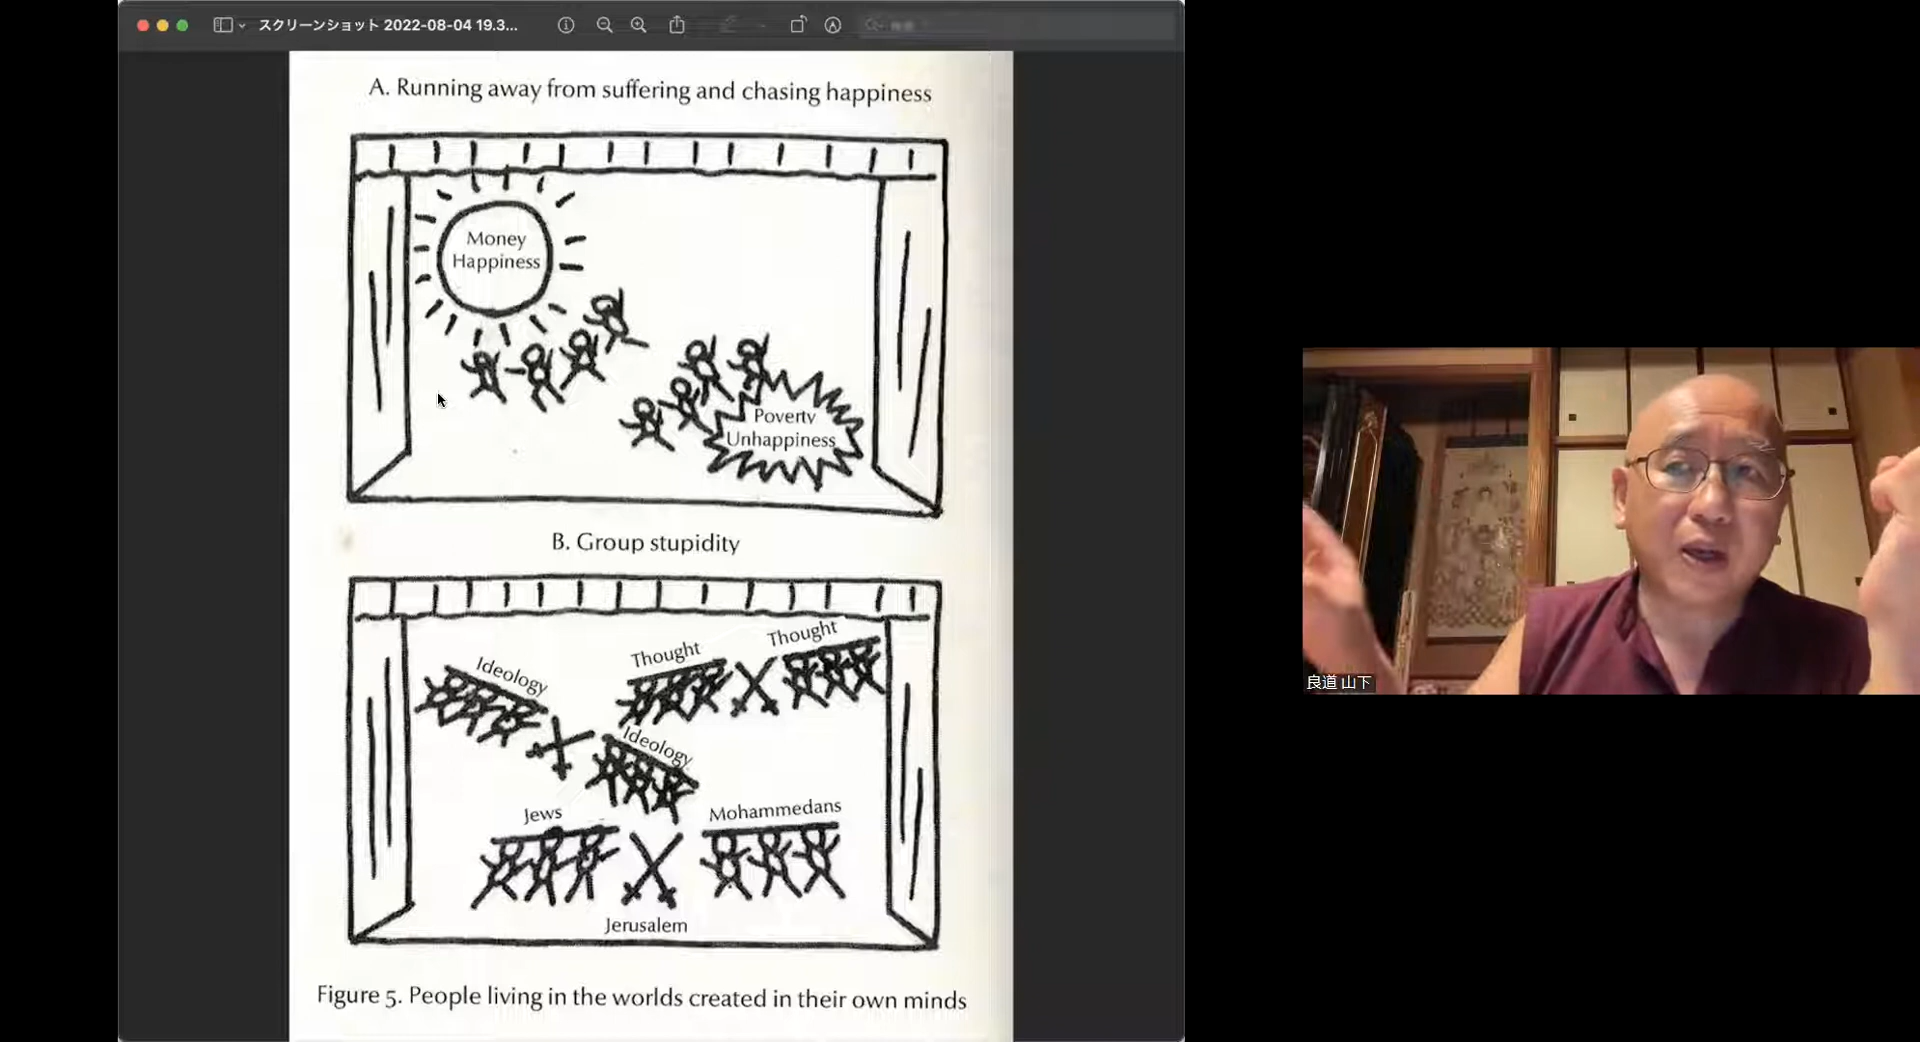 スクリーンショット 2022-08-04 19.3...
A. Running away from suffering and chasing happiness
Money
Happiness
Poverty
Unhappiness
B. Group stupidity
Ideology
Thought
Thought
Ideology
Jews
Mohammedans
Jerusalem
Figure 5. People living in the worlds created in their own minds
良道 山下